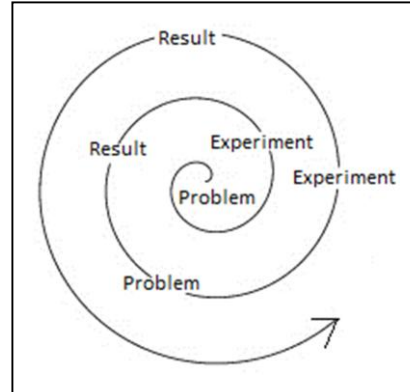 Result
Result
Experiment
Experiment
Problem
Problem